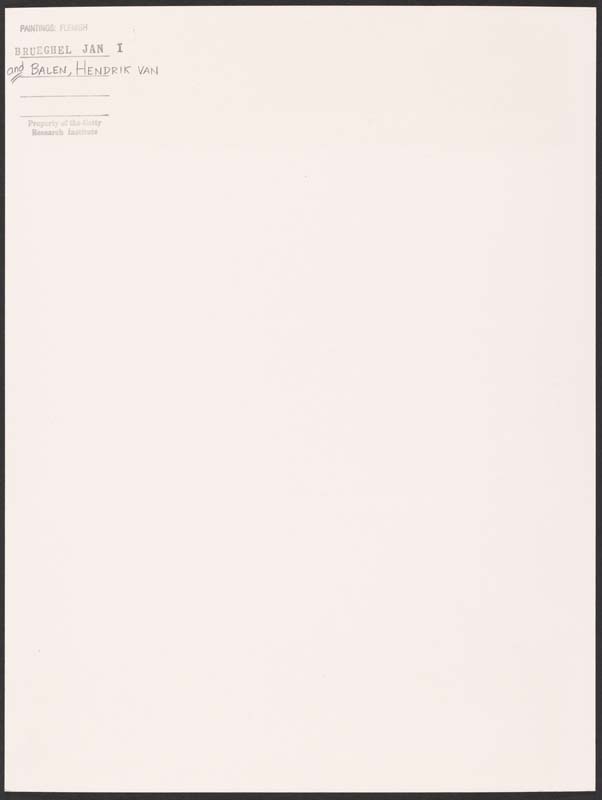 PAINTINGS: FLEMISH
BRUEGHEL JAN I
and BALEN, HENDRIK VAN
Property of the Getty
Research Institute